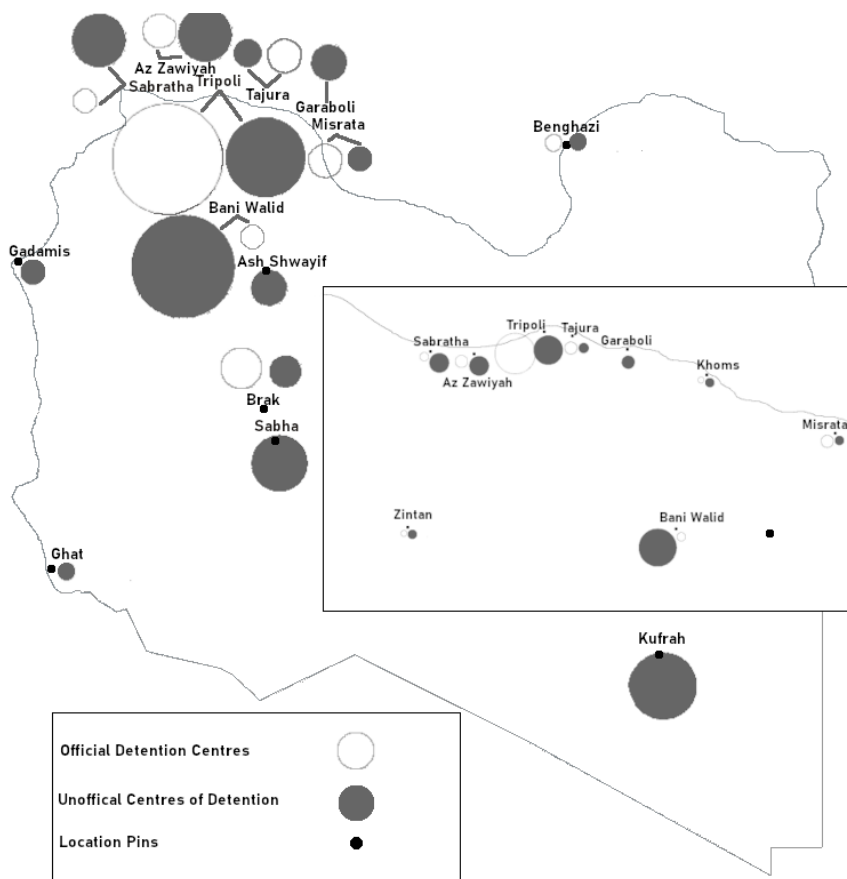 Az Zawiyah
Tripoli
Sabratha
Tajura
Garaboli
Misrata
Benghazi
Bani Walid
Gadamis
Ash Shwayif
Tripoli
Tajura
Sabratha
Garaboli
Az Zawiyah
Khoms
Brak
Misrata
Sabha
Zintan
Bani Walid
Ghat
Kufrah
Official Detention Centres
Unoffical Centres of Detention
Location Pins